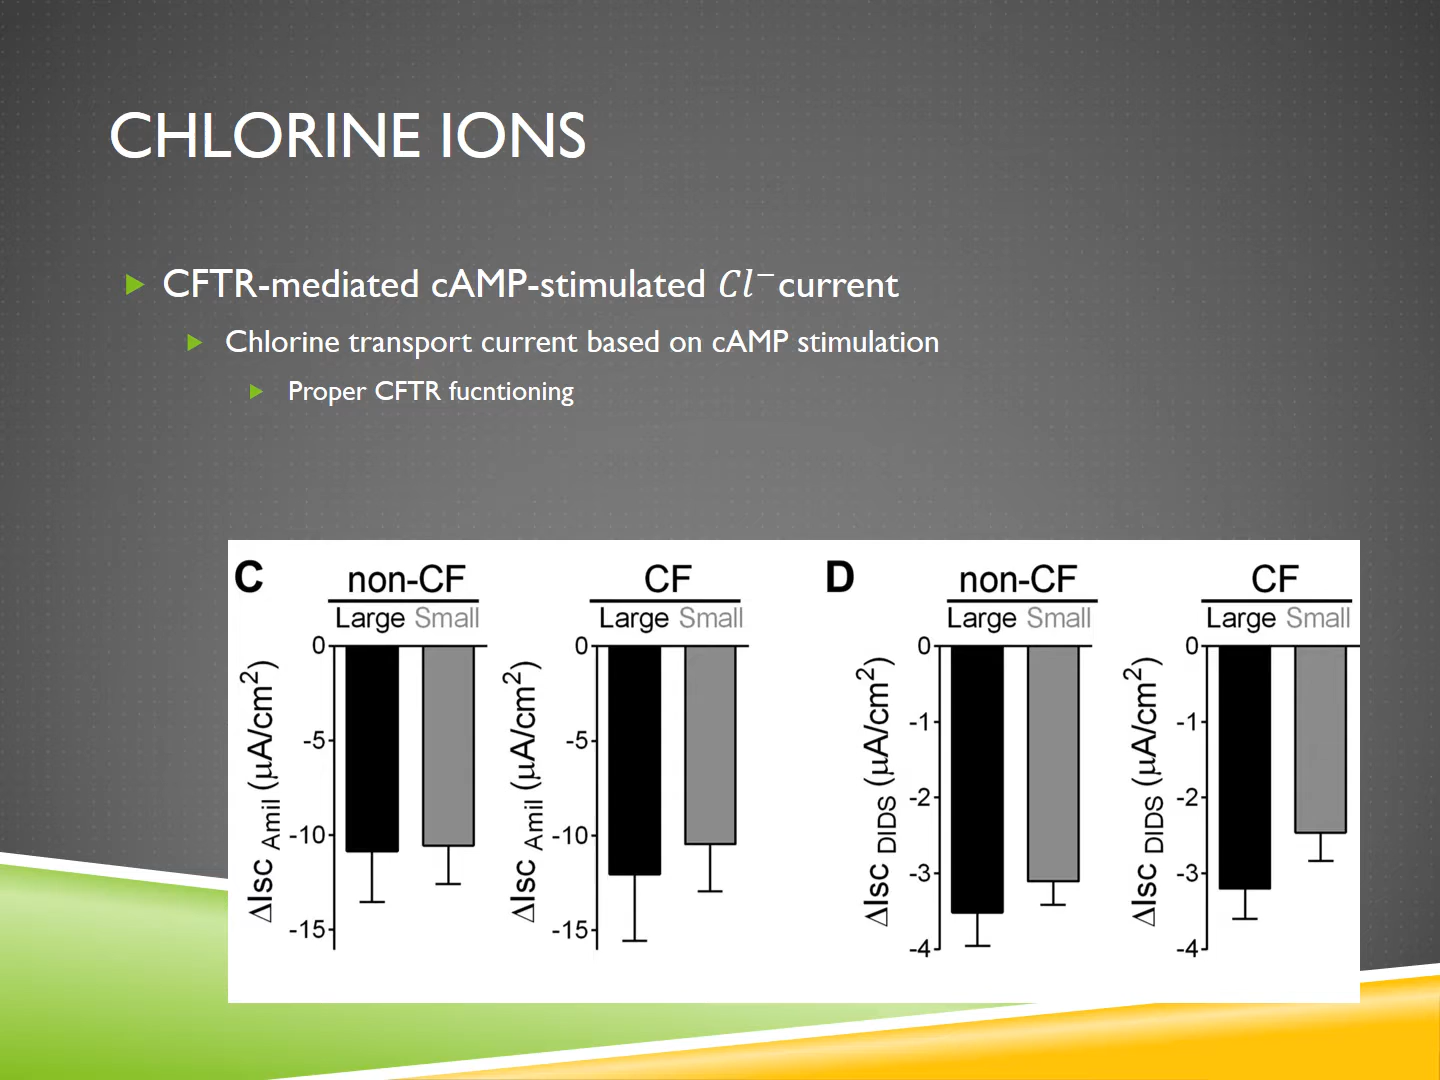 CHLORINE IONS
CFTR-mediated cAMP-stimulated Cl⁻ current
Chlorine transport current based on cAMP stimulation
Proper CFTR fucntioning
C
non-CF
Large Small
0
-5
-10
-15
ΔIsc Amil (µA/cm²)
CF
Large Small
0
-5
-10
-15
ΔIsc Amil (µA/cm²)
D
non-CF
Large Small
0
-1
-2
-3
-4
ΔIsc DIDS (µA/cm²)
CF
Large Small
0
-1
-2
-3
-4
ΔIsc DIDS (µA/cm²)